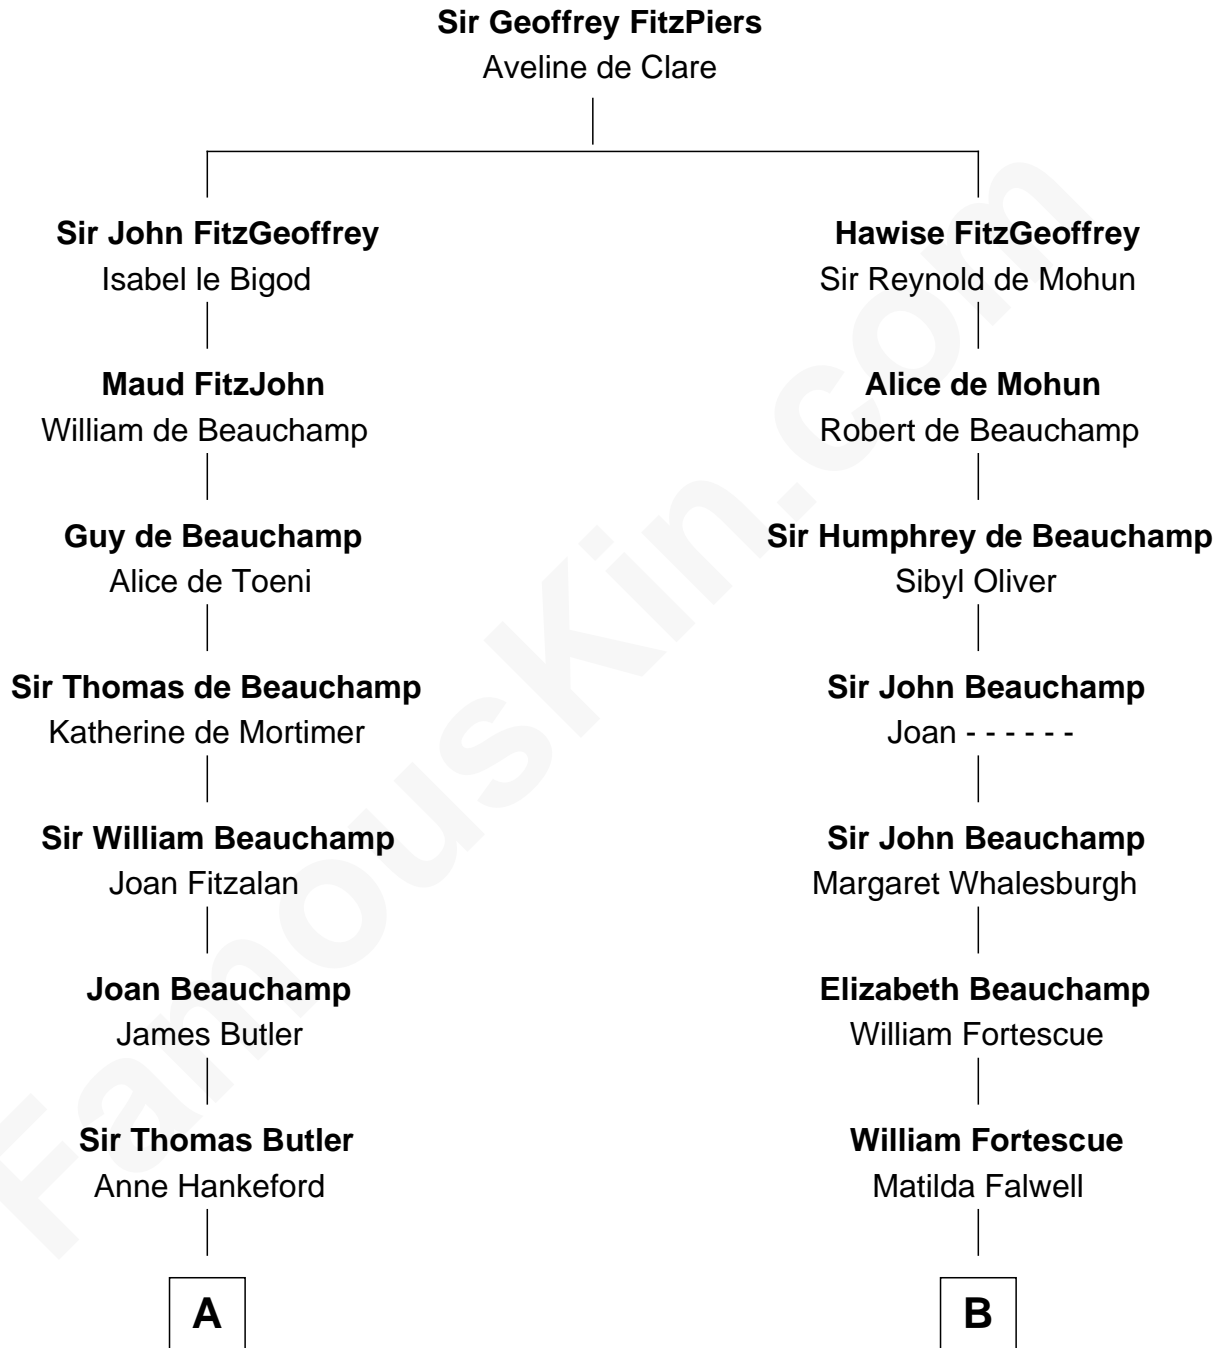 Sir Geoffrey FitzPiers
Aveline de Clare
Sir John FitzGeoffrey
Isabel le Bigod
Maud FitzJohn
William de Beauchamp
Guy de Beauchamp
Alice de Toeni
Sir Thomas de Beauchamp
Katherine de Mortimer
Sir William Beauchamp
Joan Fitzalan
Joan Beauchamp
James Butler
Sir Thomas Butler
Anne Hankeford
A
Hawise FitzGeoffrey
Sir Reynold de Mohun
Alice de Mohun
Robert de Beauchamp
Sir Humphrey de Beauchamp
Sibyl Oliver
Sir John Beauchamp
Joan - - - - - -
Sir John Beauchamp
Margaret Whalesburgh
Elizabeth Beauchamp
William Fortescue
William Fortescue
Matilda Falwell
B
FamousKin.com